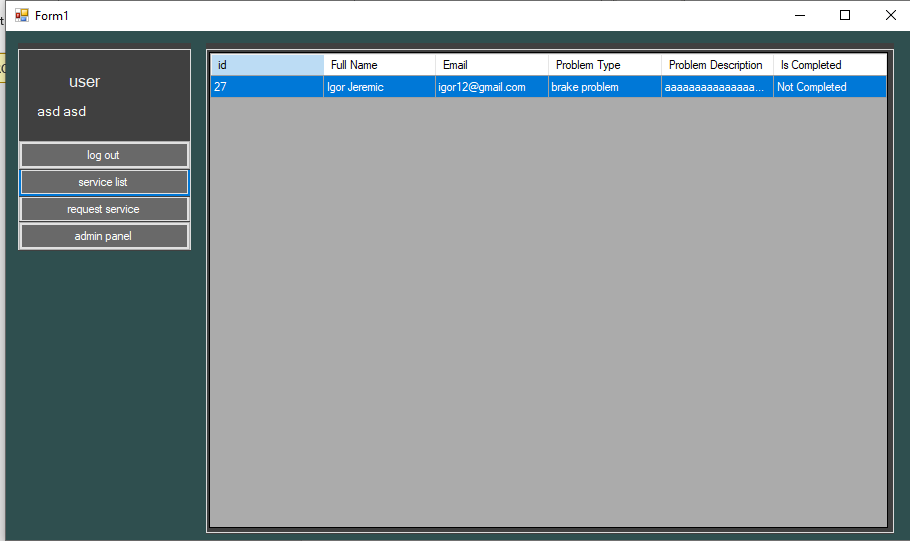 Form1
user
asd asd
log out
service list
request service
admin panel
id Full Name Email Problem Type Problem Description Is Completed
27 Igor Jeremic igor12@gmail.com brake problem aaaaaaaaaaaaaaa... Not Completed